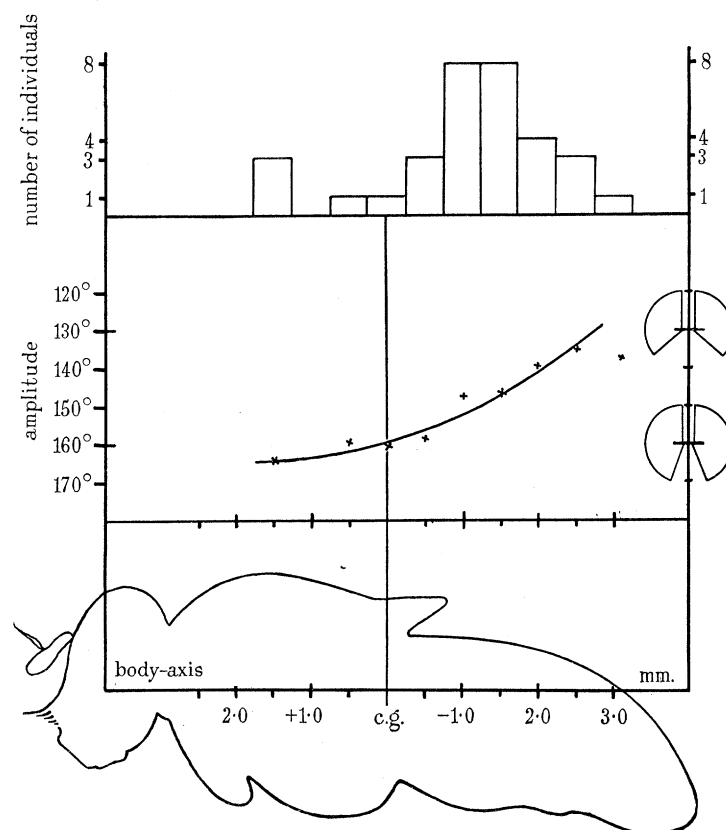 number of individuals
8
4
3
1
8
4
3
1
amplitude
120°
130°
140°
150°
160°
170°
body-axis
mm.
2·0 +1·0 c.g. −1·0 2·0 3·0